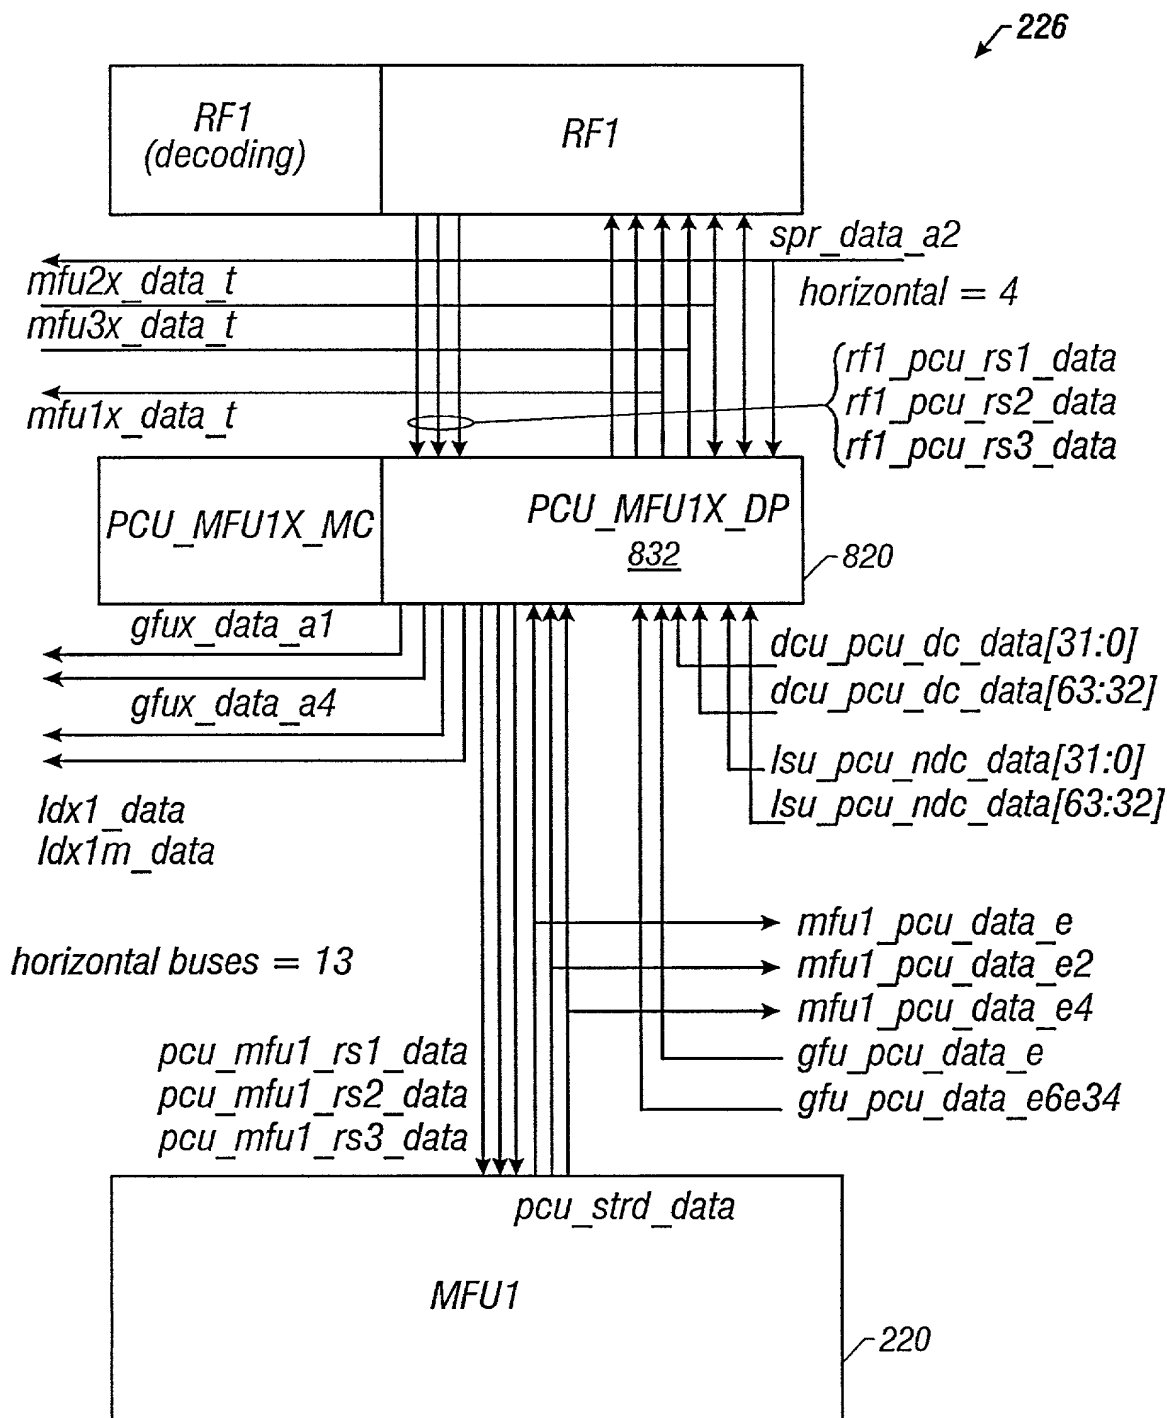 226
RF1
(decoding)
RF1
spr_data_a2
mfu2x_data_t
horizontal = 4
mfu3x_data_t
rf1_pcu_rs1_data
mfu1x_data_t
rf1_pcu_rs2_data
rf1_pcu_rs3_data
PCU_MFU1X_MC
PCU_MFU1X_DP
832
820
gfux_data_a1
dcu_pcu_dc_data[31:0]
dcu_pcu_dc_data[63:32]
gfux_data_a4
lsu_pcu_ndc_data[31:0]
lsu_pcu_ndc_data[63:32]
ldx1_data
ldx1m_data
mfu1_pcu_data_e
horizontal buses = 13
mfu1_pcu_data_e2
mfu1_pcu_data_e4
gfu_pcu_data_e
gfu_pcu_data_e6e34
pcu_mfu1_rs1_data
pcu_mfu1_rs2_data
pcu_mfu1_rs3_data
pcu_strd_data
MFU1
220